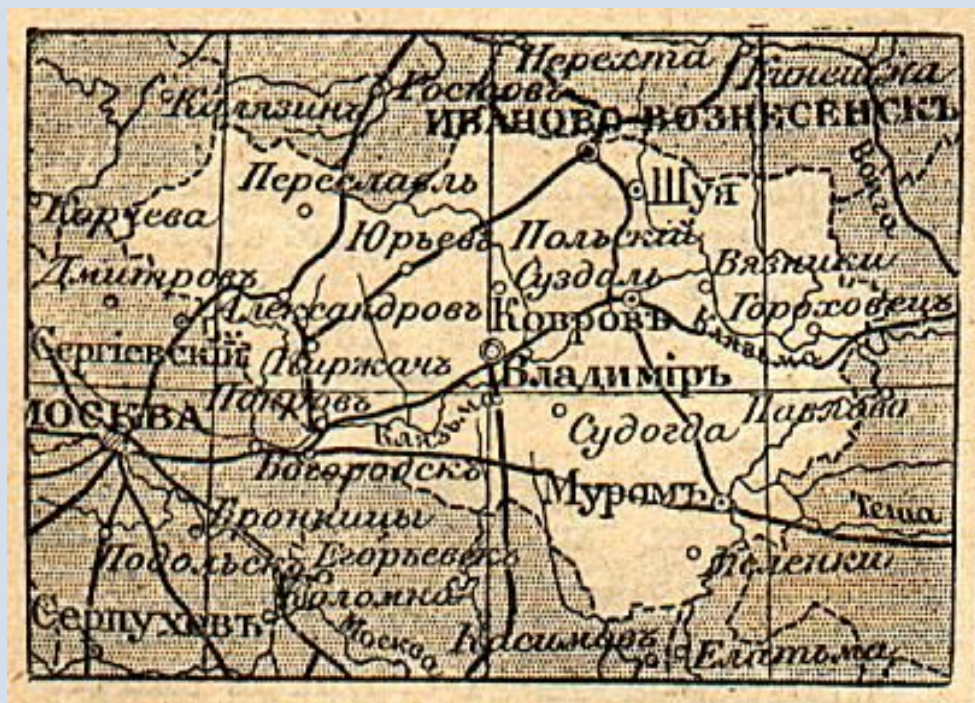 Нерехта
Кинешма
Калязинъ
Ростовъ
ИВАНОВО-ВОЗНЕСЕНСКЪ
Волга
Переславль
Шуя
Корчева
Юрьевъ Польскій
Дмитровъ
Суздаль
Вязники
Александровъ
Гороховецъ
Ковровъ
Клязьма
Сергіевскій
Киржачъ
Владиміръ
Покровъ
МОСКВА
Клязьма
Судогда
Павлово
Богородскъ
Муромъ
Теша
Бронницы
Егорьевскъ
Подольскъ
Меленки
Коломна
Серпуховъ
Москва
Касимовъ
Елатьма